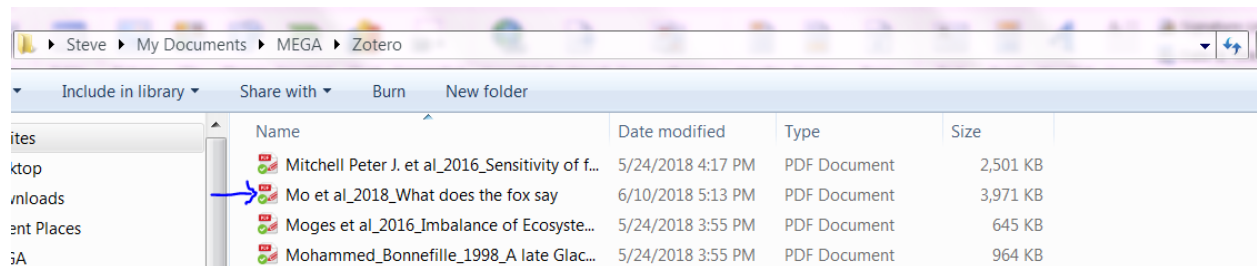 Steve My Documents MEGA Zotero
Include in library Share with Burn New folder
ites Name Date modified Type Size
ktop Mitchell Peter J. et al_2016_Sensitivity of f... 5/24/2018 4:17 PM PDF Document 2,501 KB
wnloads Mo et al_2018_What does the fox say 6/10/2018 5:13 PM PDF Document 3,971 KB
ent Places Moges et al_2016_Imbalance of Ecosyste... 5/24/2018 3:55 PM PDF Document 645 KB
GA Mohammed_Bonnefille_1998_A late Glac... 5/24/2018 3:55 PM PDF Document 964 KB